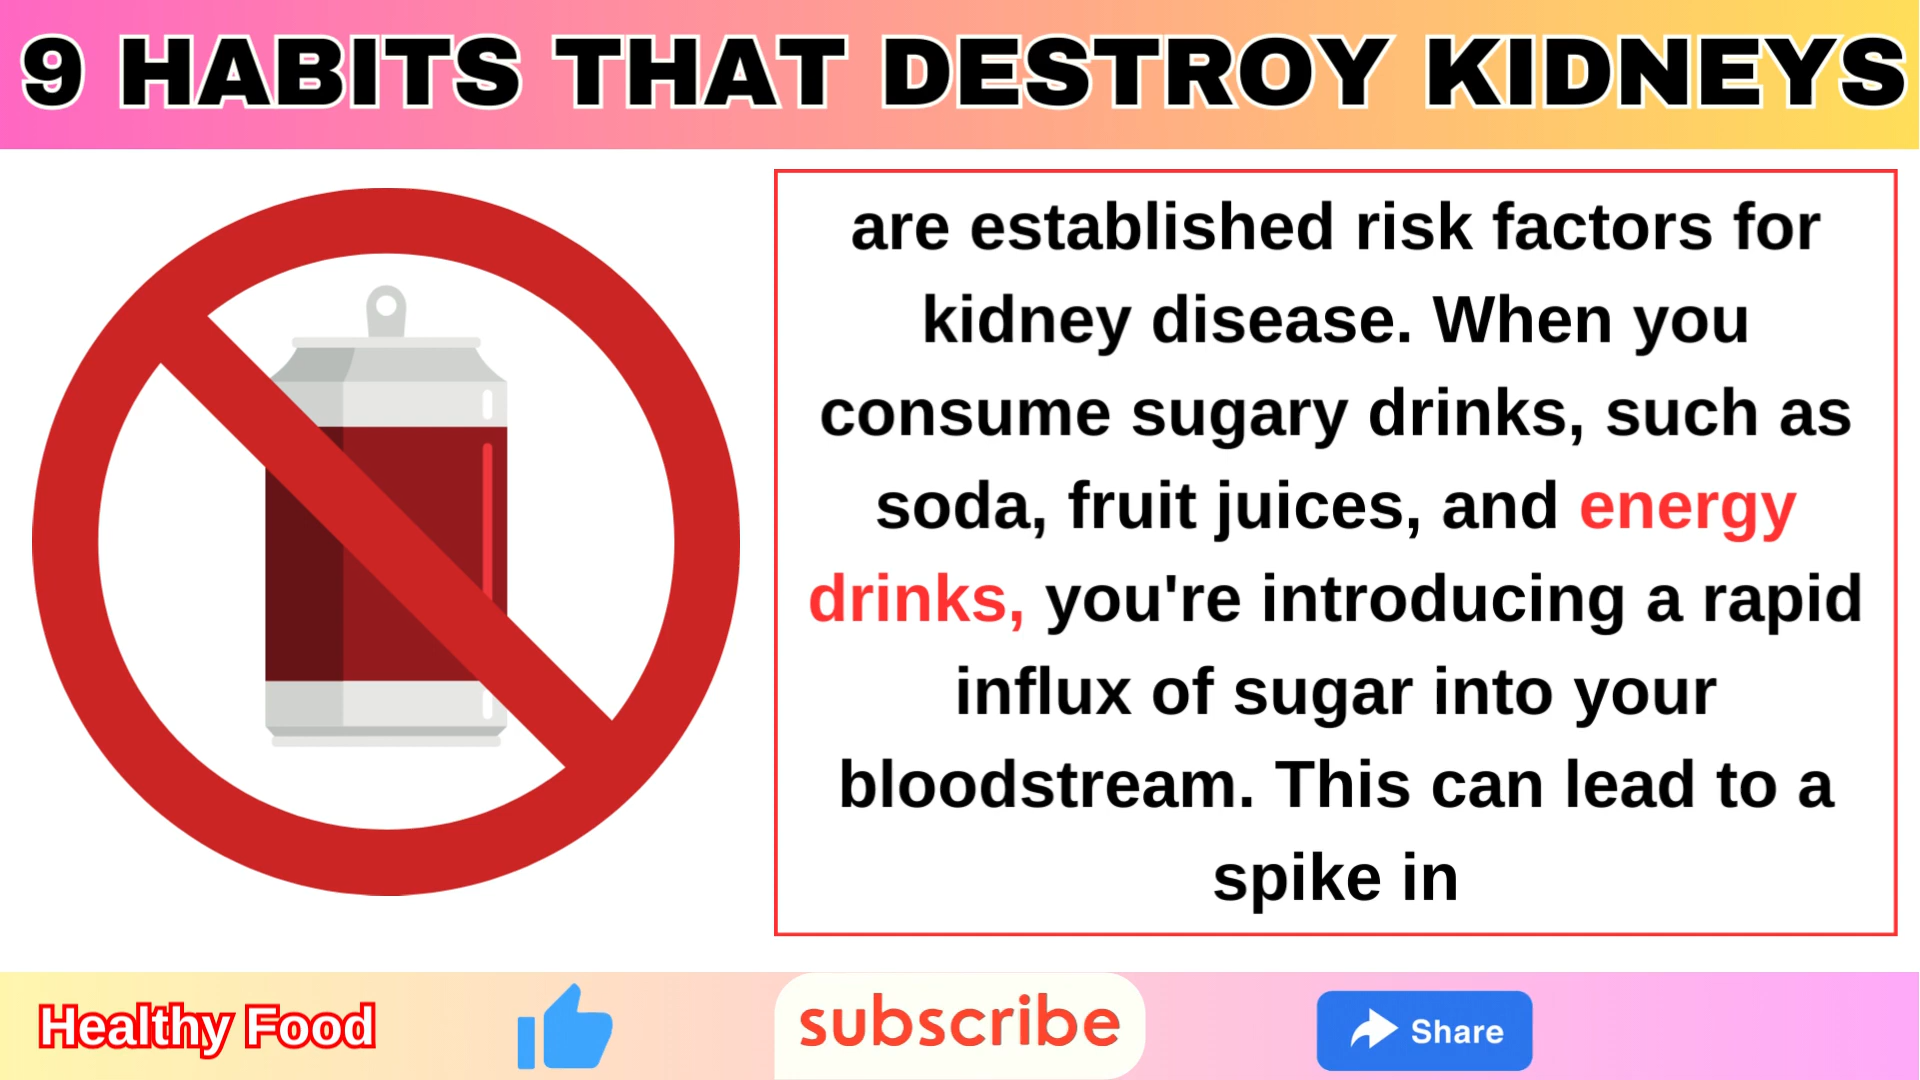 9 HABITS THAT DESTROY KIDNEYS
are established risk factors for
kidney disease. When you
consume sugary drinks, such as
soda, fruit juices, and energy
drinks, you're introducing a rapid
influx of sugar into your
bloodstream. This can lead to a
spike in
Healthy Food
subscribe
Share